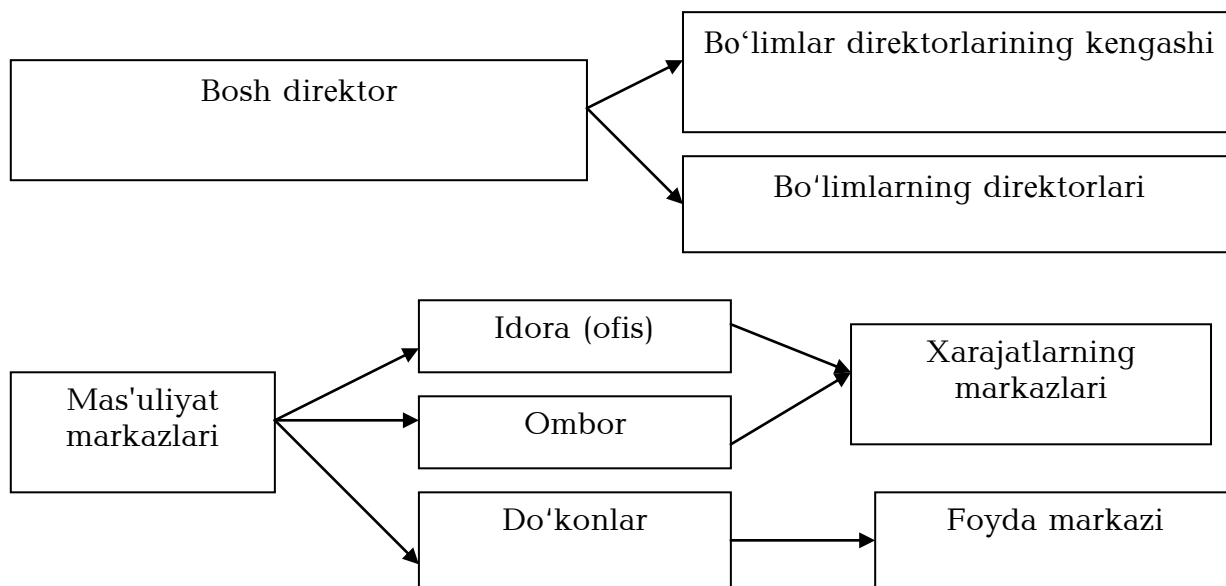 Bo‘limlar direktorlarining kengashi
Bosh direktor
Bo‘limlarning direktorlari
Idora (ofis)
Xarajatlarning
markazlari
Mas'uliyat
markazlari
Ombor
Do‘konlar
Foyda markazi